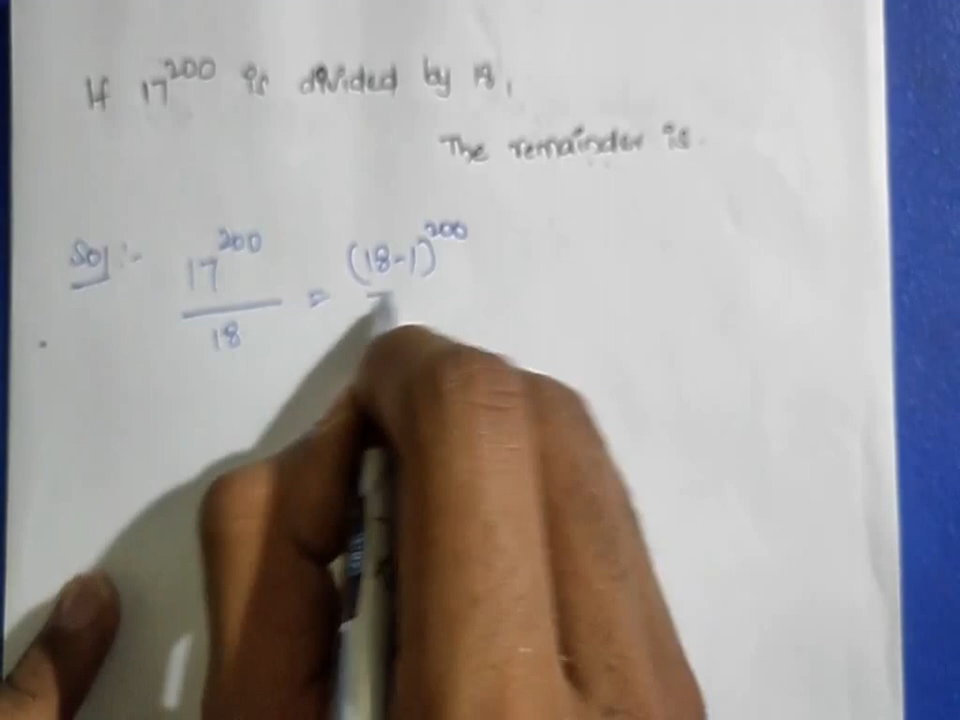 If 17^200 is divided by 18,
The remainder is.
Sol :- 17^200 / 18 = (18-1)^200